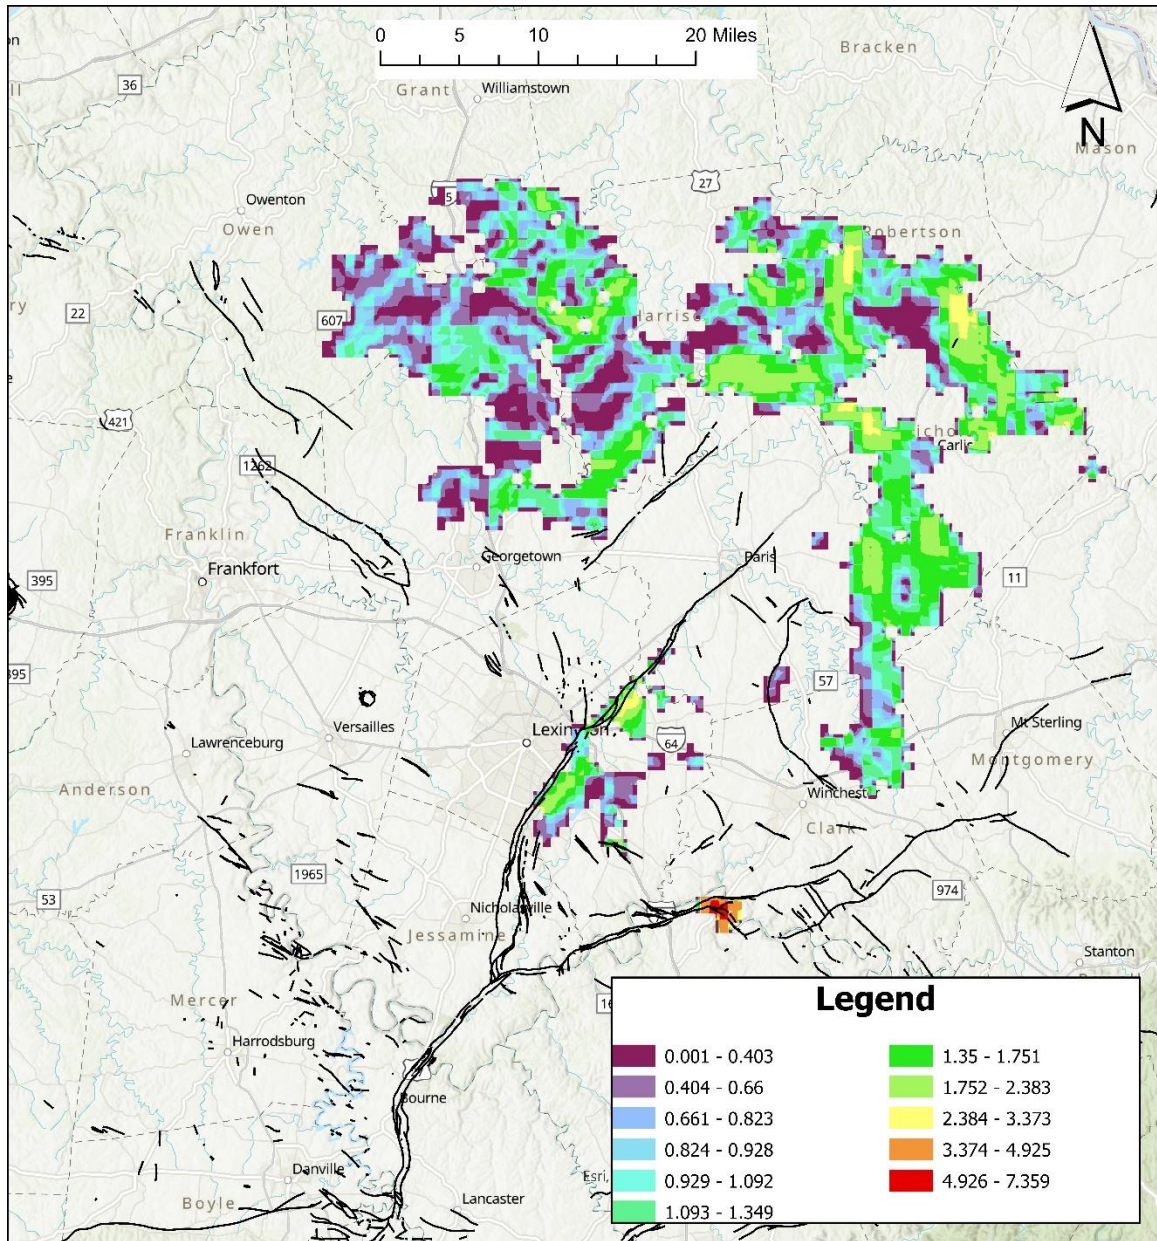 0 5 10 20 Miles
Bracken
36
Grant
Williamstown
N
Mason
27
Owenton
Owen
Robertson
22
607
Harriso
421
Carlis
1262
Franklin
Georgetown
Paris
395
Frankfort
11
57
Versailles
Lexington
64
Mt Sterling
Lawrenceburg
Montgomery
Anderson
Winchester
Clark
1965
53
974
Nicholasville
Jessamine
Stanton
Mercer
Harrodsburg
Bourne
Danville
Boyle
Lancaster
Esri,
Legend
0.001 - 0.403
0.404 - 0.66
0.661 - 0.823
0.824 - 0.928
0.929 - 1.092
1.093 - 1.349
1.35 - 1.751
1.752 - 2.383
2.384 - 3.373
3.374 - 4.925
4.926 - 7.359